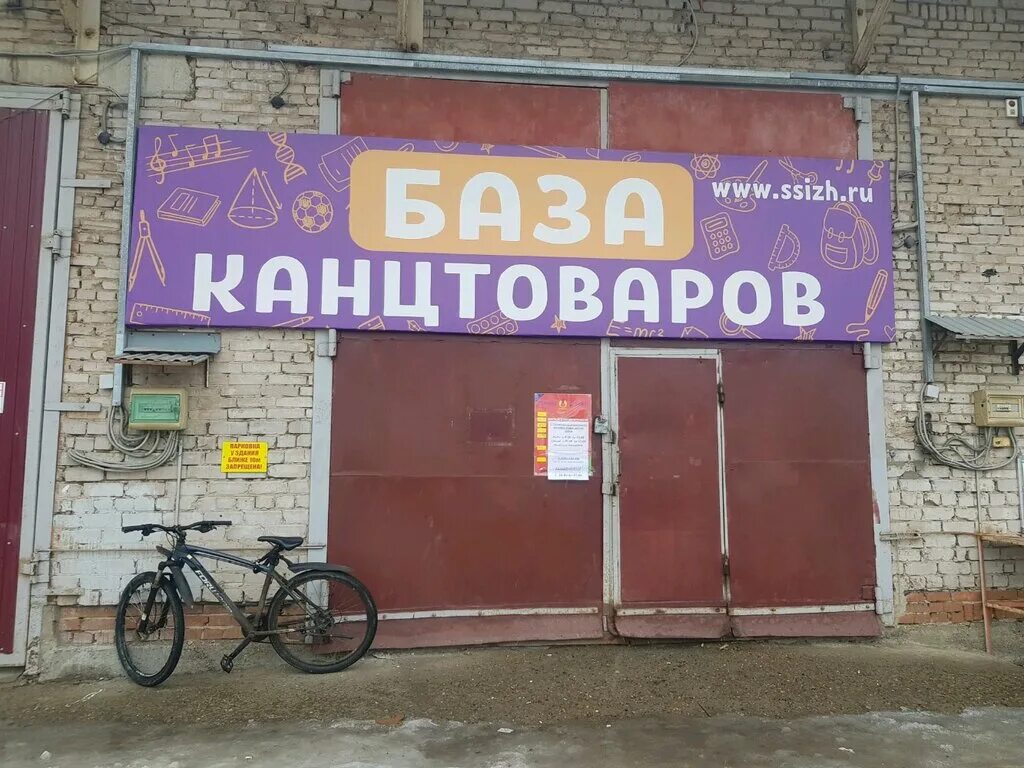 БАЗА
www.ssizh.ru
КАНЦТОВАРОВ
ПАРКОВКА
У ЗДАНИЯ
БЛИЖЕ 10м
ЗАПРЕЩЕНА!